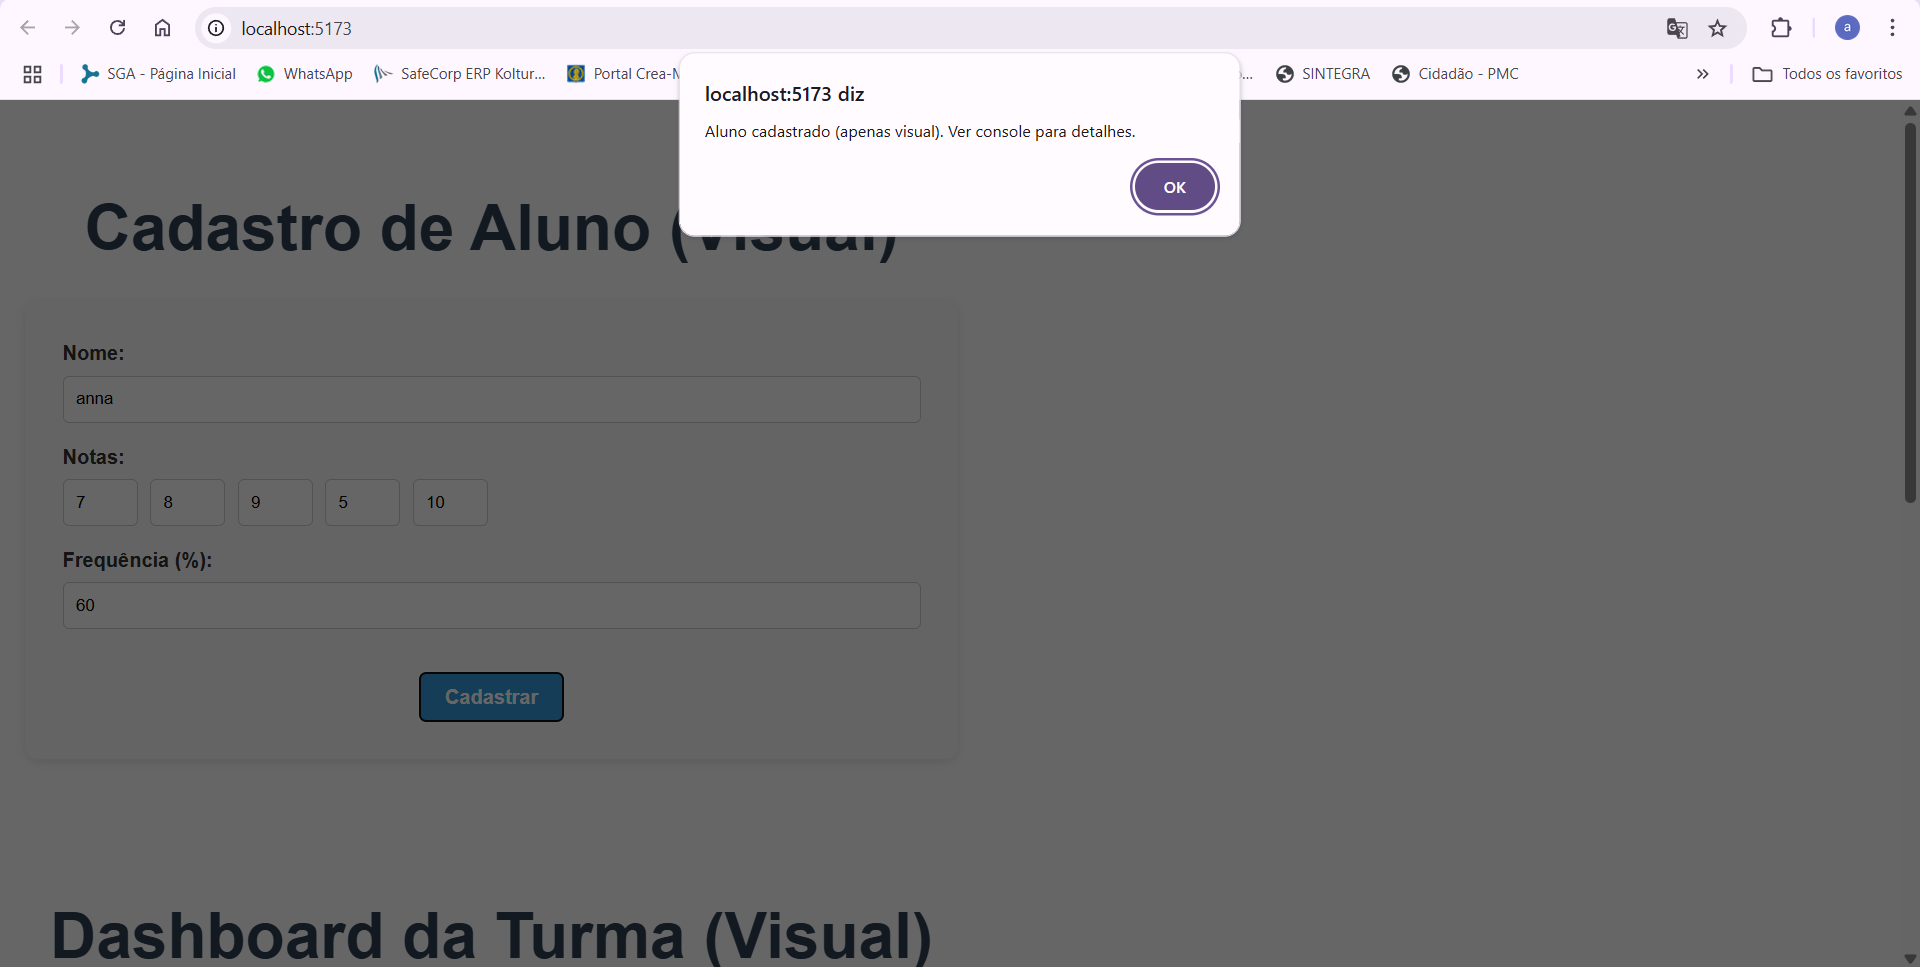 localhost:5173
a
SGA - Página Inicial
WhatsApp
SafeCorp ERP Koltur...
Portal Crea-
SINTEGRA
Cidadão - PMC
Todos os favoritos
localhost:5173 diz
Aluno cadastrado (apenas visual). Ver console para detalhes.
OK
Cadastro de Aluno (Visual)
Nome:
anna
Notas:
7 8 9 5 10
Frequência (%):
60
Cadastrar
Dashboard da Turma (Visual)